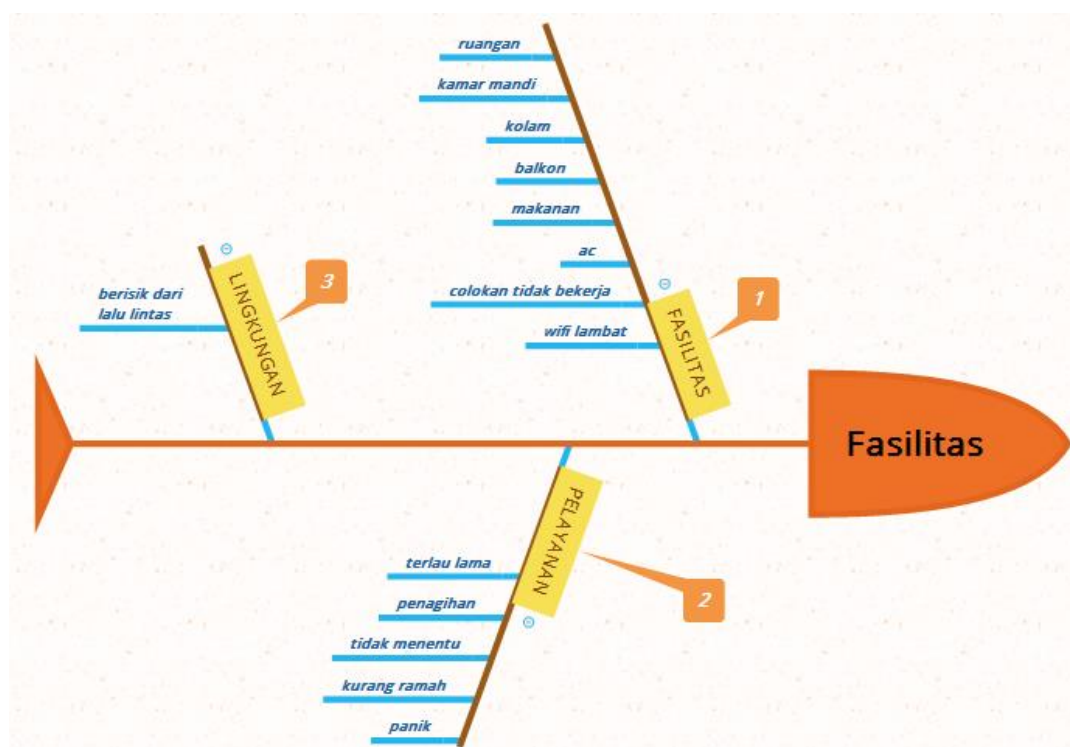 ruangan
kamar mandi
kolam
balkon
makanan
ac
colokan tidak bekerja
wifi lambat
FASILITAS
1
berisik dari
lalu lintas
LINGKUNGAN
3
Fasilitas
PELAYANAN
2
terlau lama
penagihan
tidak menentu
kurang ramah
panik